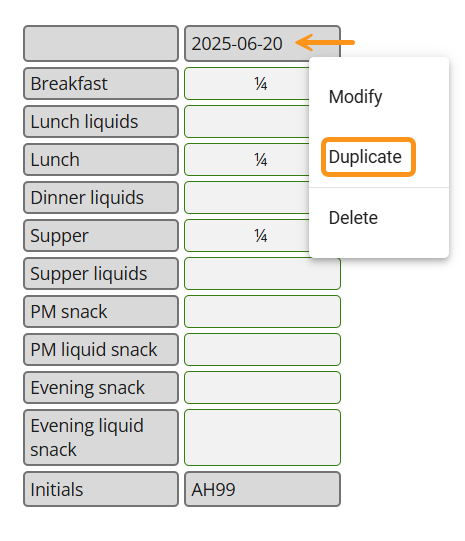 2025-06-20
Breakfast ¼
Lunch liquids
Lunch ¼
Dinner liquids
Supper ¼
Supper liquids
PM snack
PM liquid snack
Evening snack
Evening liquid
snack
Initials AH99
Modify
Duplicate
Delete